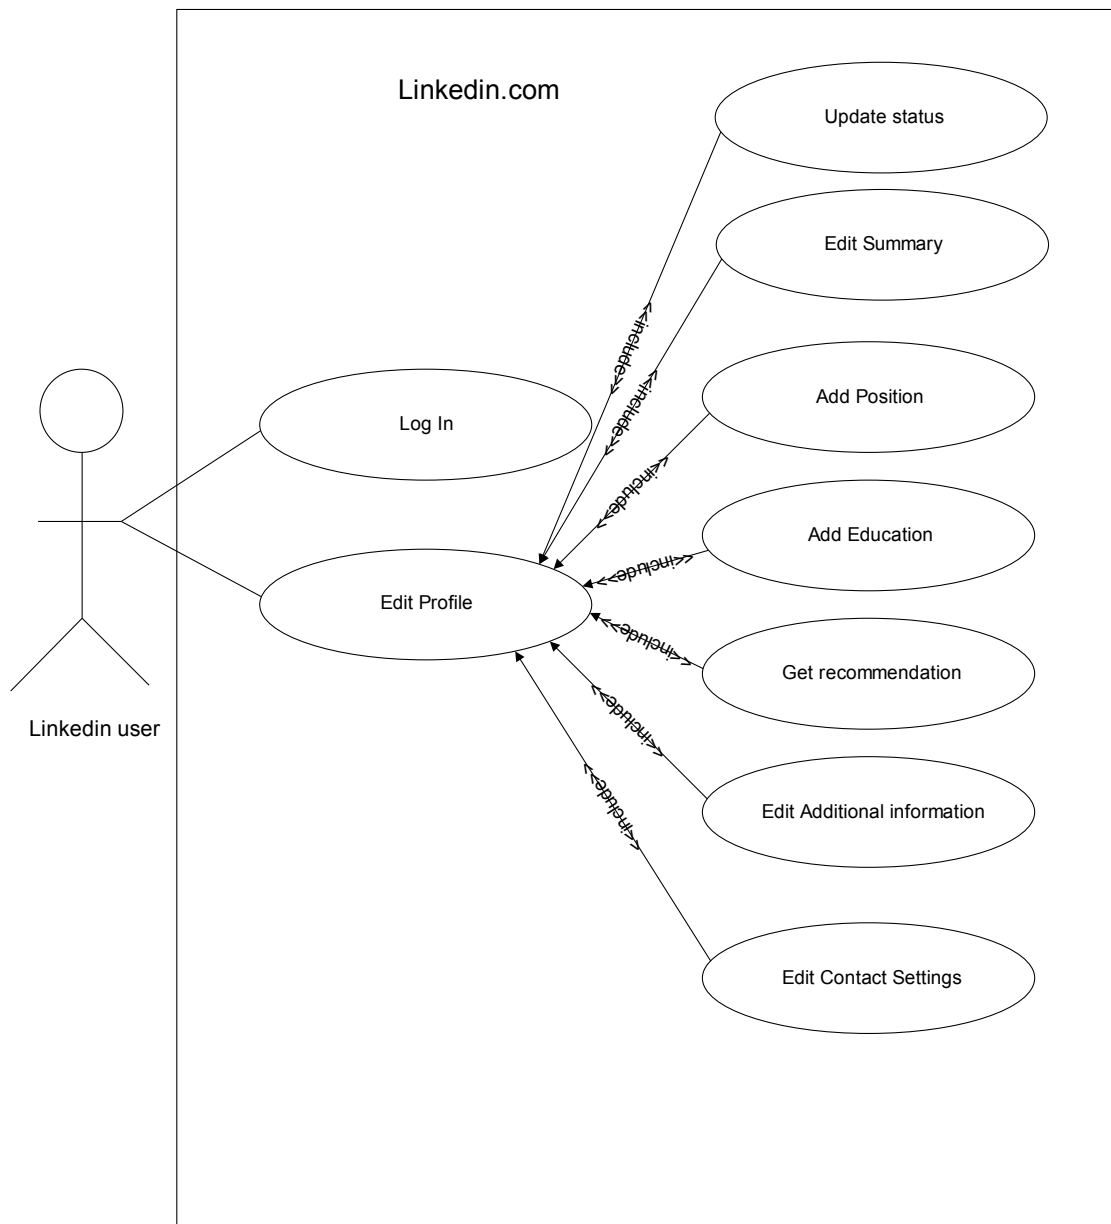 Linkedin.com
Update status
Edit Summary
<<include>>
<<include>>
Add Position
Log In
<<include>>
Add Education
<<include>>
Edit Profile
<<include>>
Get recommendation
Linkedin user
<<include>>
Edit Additional information
<<include>>
Edit Contact Settings